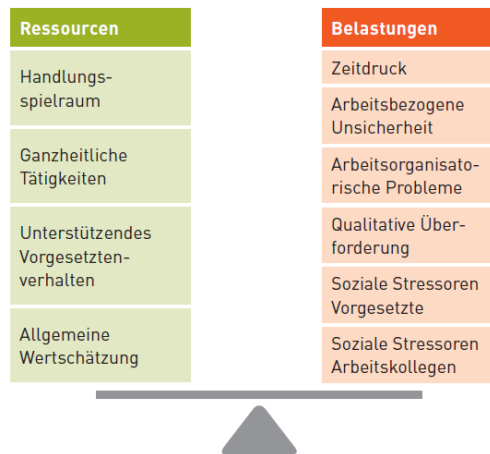 Ressourcen
Handlungs-
spielraum
Ganzheitliche
Tätigkeiten
Unterstützendes
Vorgesetzten-
verhalten
Allgemeine
Wertschätzung
Belastungen
Zeitdruck
Arbeitsbezogene
Unsicherheit
Arbeitsorganisato-
rische Probleme
Qualitative Über-
forderung
Soziale Stressoren
Vorgesetzte
Soziale Stressoren
Arbeitskollegen